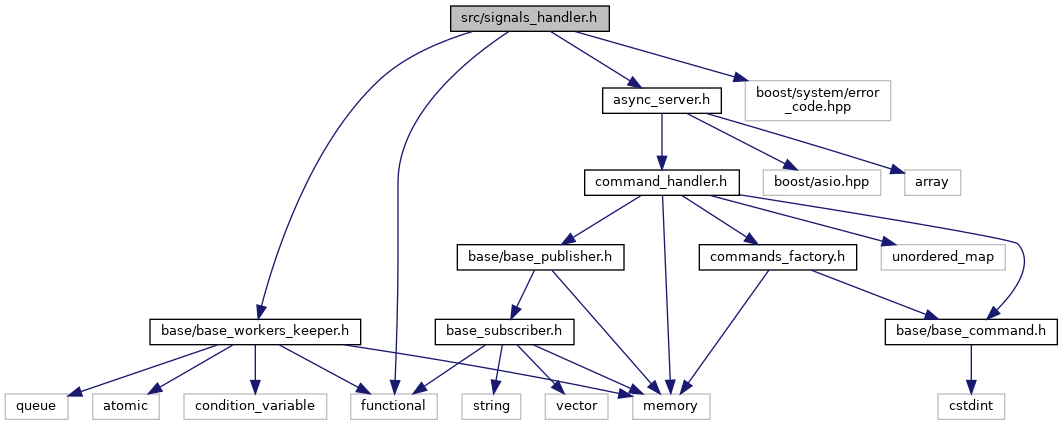 src/signals_handler.h
boost/system/error
_code.hpp
async_server.h
command_handler.h
boost/asio.hpp
array
base/base_publisher.h
commands_factory.h
unordered_map
base/base_workers_keeper.h
base_subscriber.h
base/base_command.h
queue
atomic
condition_variable
functional
string
vector
memory
cstdint